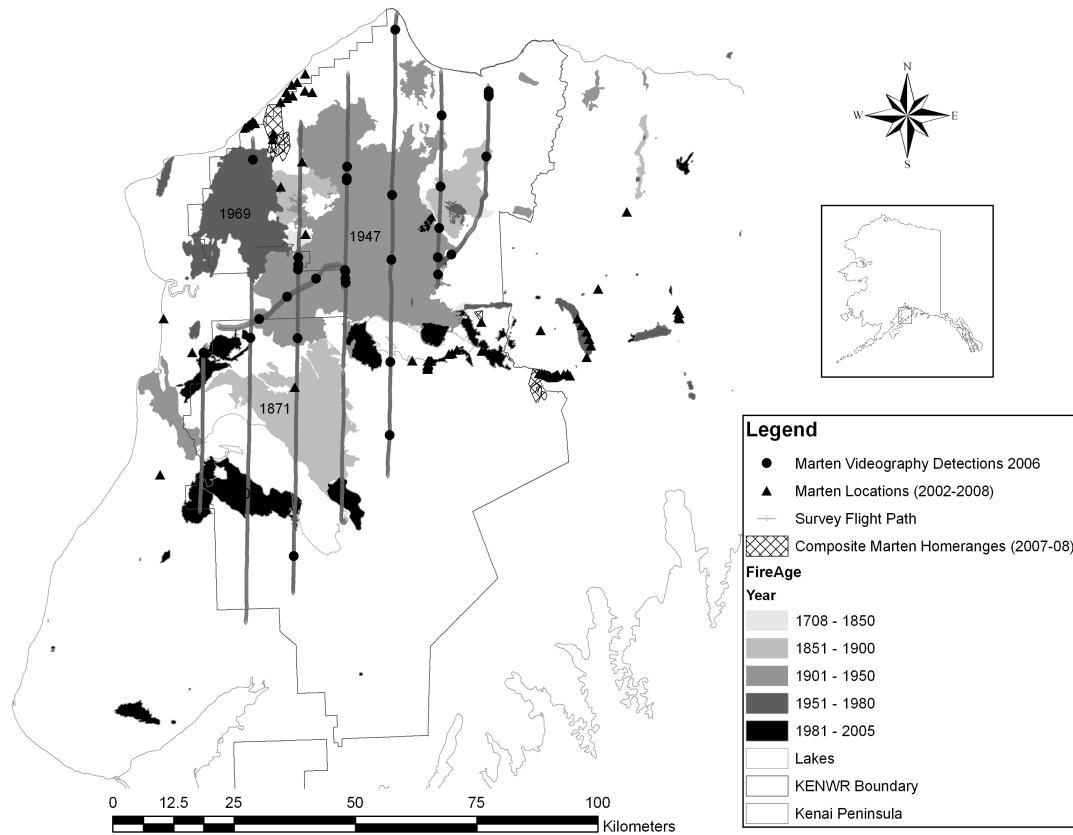 N
W
E
S
1969
1947
1871
Legend
Marten Videography Detections 2006
Marten Locations (2002-2008)
Survey Flight Path
Composite Marten Homeranges (2007-08)
FireAge
Year
1708 - 1850
1851 - 1900
1901 - 1950
1951 - 1980
1981 - 2005
Lakes
KENWR Boundary
Kenai Peninsula
0 12.5 25 50 75 100
Kilometers